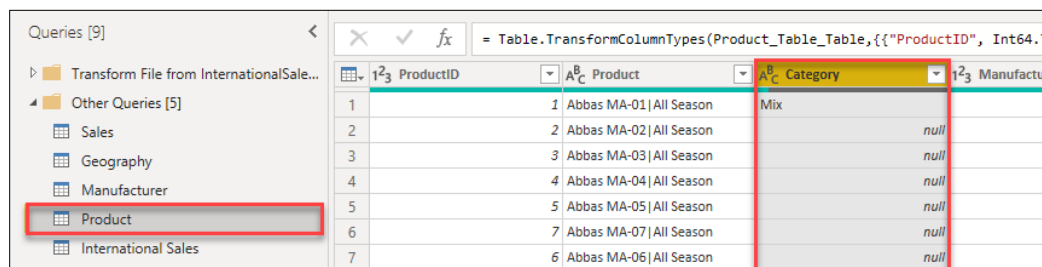 Queries [9]
Transform File from InternationalSale...
Other Queries [5]
Sales
Geography
Manufacturer
Product
International Sales
fx = Table.TransformColumnTypes(Product_Table_Table,{{"ProductID", Int64.
1²3 ProductID ABC Product ABC Category 1²3 Manufactu
1 1 Abbas MA-01|All Season Mix
2 2 Abbas MA-02|All Season null
3 3 Abbas MA-03|All Season null
4 4 Abbas MA-04|All Season null
5 5 Abbas MA-05|All Season null
6 7 Abbas MA-07|All Season null
7 6 Abbas MA-06|All Season null